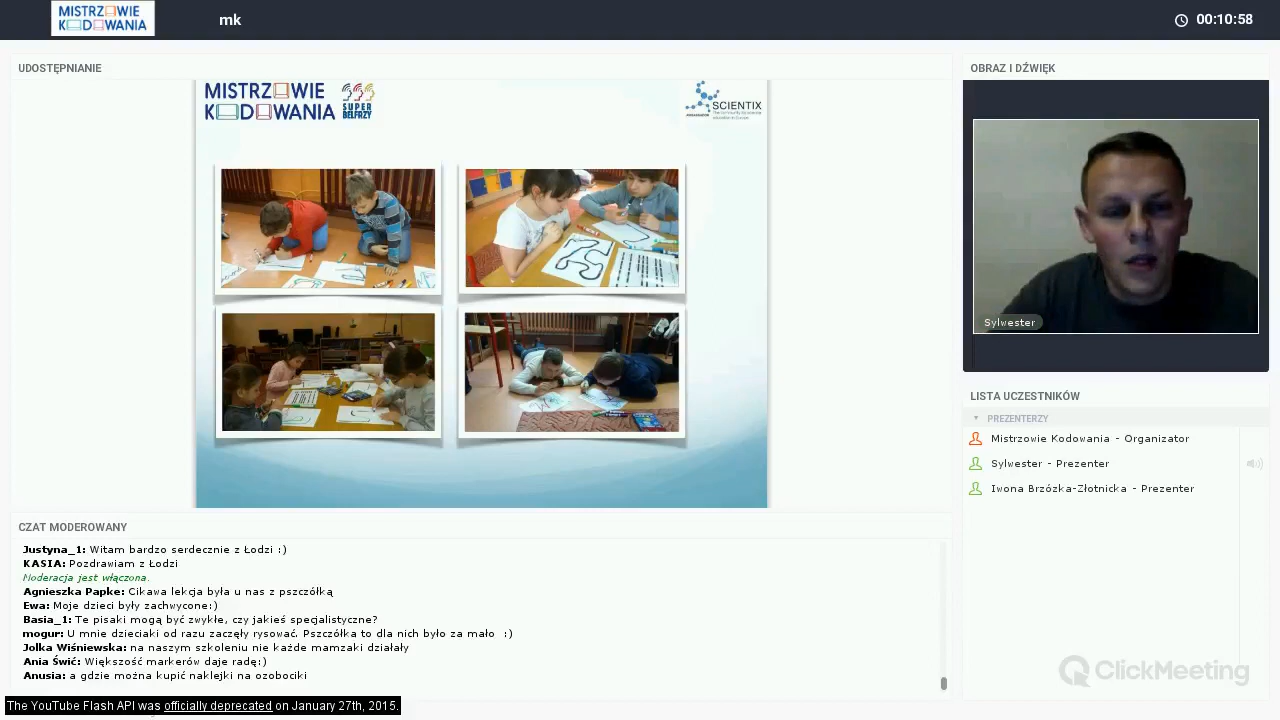 MISTRZOWIE
KODOWANIA
mk
00:10:58
UDOSTĘPNIANIE
MISTRZOWIE
KODOWANIA
SUPER
BELFRZY
SCIENTIX
OBRAZ I DŹWIĘK
Sylwester
LISTA UCZESTNIKÓW
PREZENTERZY
Mistrzowie Kodowania - Organizator
Sylwester - Prezenter
Iwona Brzózka-Złotnicka - Prezenter
CZAT MODEROWANY
Justyna_1: Witam bardzo serdecznie z Łodzi :)
KASIA: Pozdrawiam z Łodzi
Moderacja jest włączona.
Agnieszka Papke: Cikawa lekcja była u nas z pszczółką
Ewa: Moje dzieci były zachwycone:)
Basia_1: Te pisaki mogą być zwykłe, czy jakieś specjalistyczne?
mogur: U mnie dzieciaki od razu zaczęły rysować. Pszczółka to dla nich było za mało :)
Jolka Wiśniewska: na naszym szkoleniu nie każde mamzaki działały
Ania Świć: Większość markerów daje radę:)
Anusia: a gdzie można kupić naklejki na ozobociki
ClickMeeting
The YouTube Flash API was officially deprecated on January 27th, 2015.